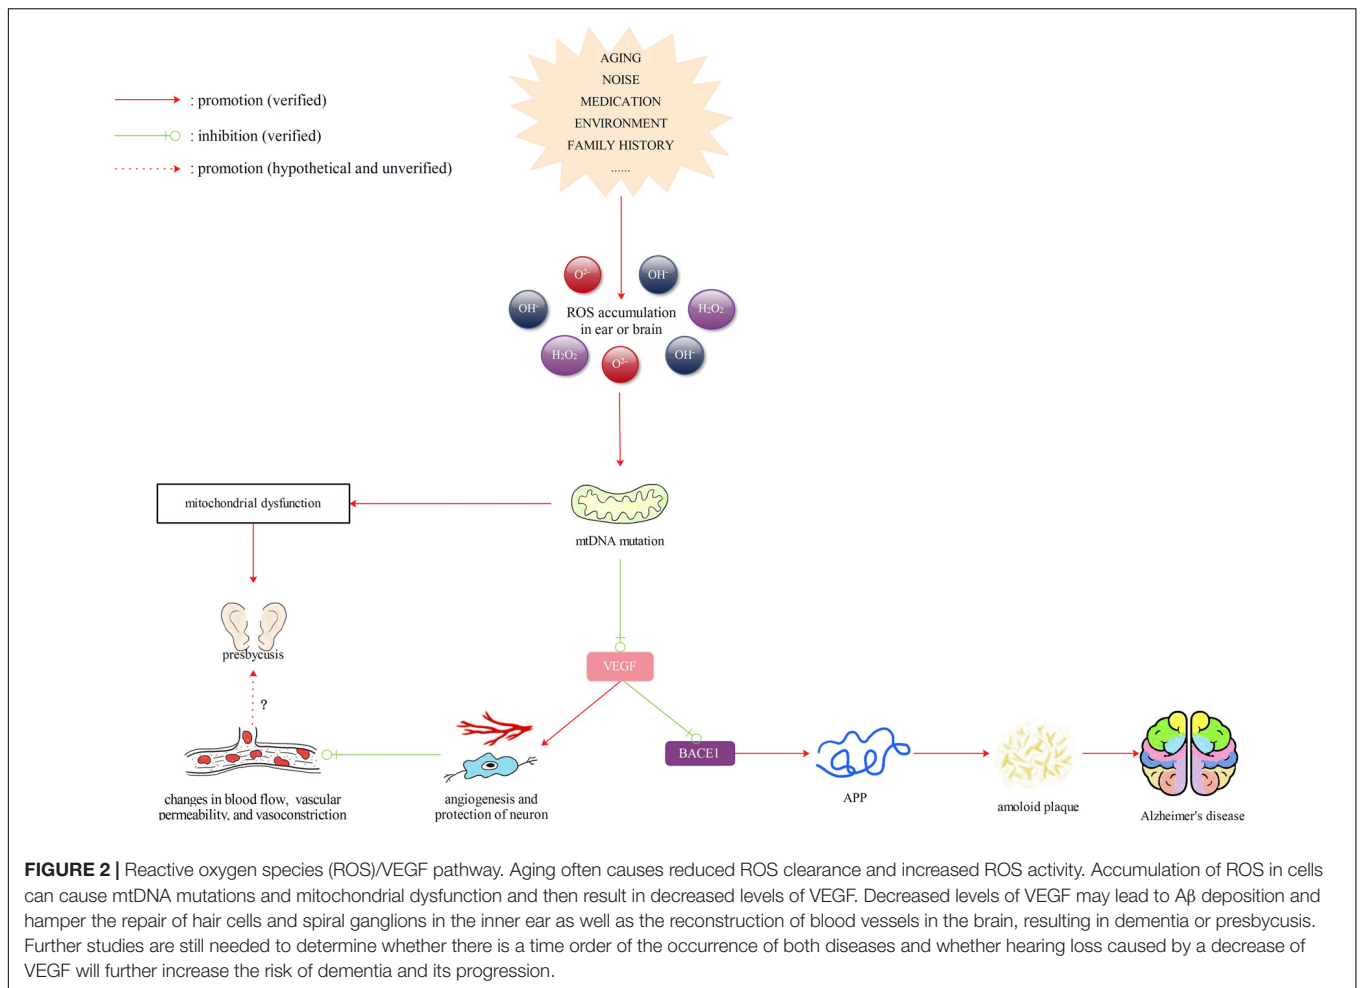 AGING
NOISE
MEDICATION
ENVIRONMENT
FAMILY HISTORY
......
: promotion (verified)
: inhibition (verified)
: promotion (hypothetical and unverified)
O²⁻
OH⁻
OH⁻
H₂O₂
ROS accumulation
in ear or brain
H₂O₂
O²⁻
OH⁻
mitochondrial dysfunction
mtDNA mutation
presbycusis
?
VEGF
BACE1
changes in blood flow, vascular
permeability, and vasoconstriction
angiogenesis and
protection of neuron
APP
amoloid plaque
Alzheimer's disease
FIGURE 2 | Reactive oxygen species (ROS)/VEGF pathway. Aging often causes reduced ROS clearance and increased ROS activity. Accumulation of ROS in cells
can cause mtDNA mutations and mitochondrial dysfunction and then result in decreased levels of VEGF. Decreased levels of VEGF may lead to Aβ deposition and
hamper the repair of hair cells and spiral ganglions in the inner ear as well as the reconstruction of blood vessels in the brain, resulting in dementia or presbycusis.
Further studies are still needed to determine whether there is a time order of the occurrence of both diseases and whether hearing loss caused by a decrease of
VEGF will further increase the risk of dementia and its progression.